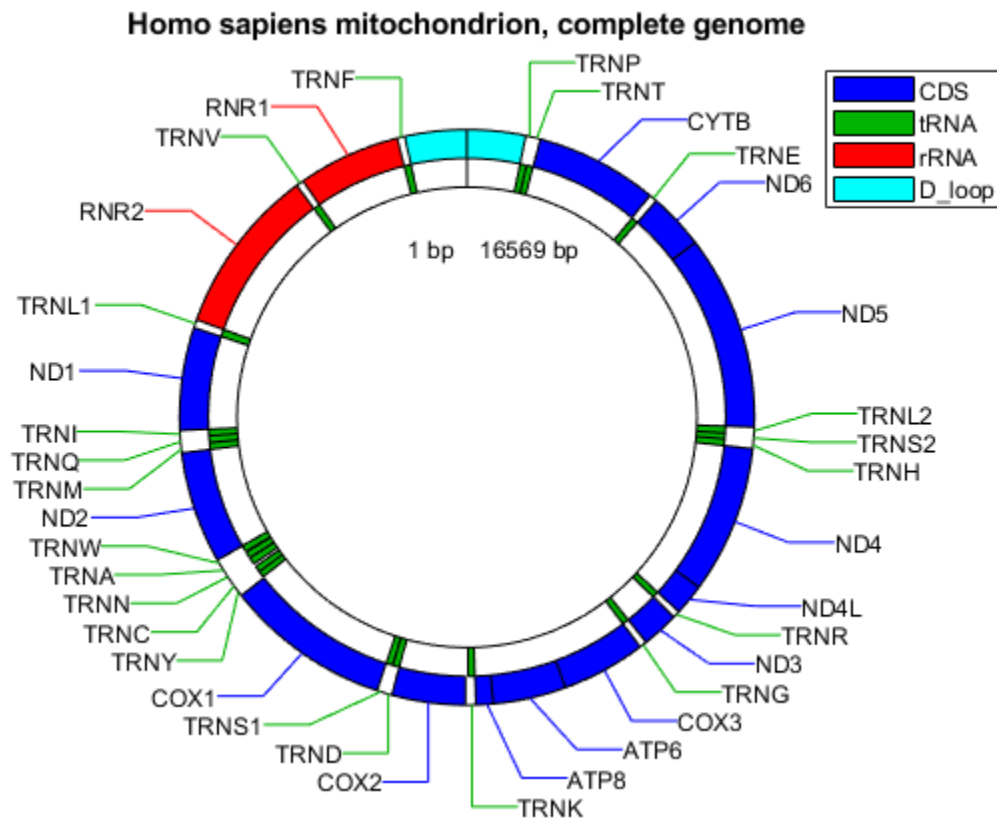 Homo sapiens mitochondrion, complete genome
TRNF
TRNP
RNR1
TRNT
TRNV
CYTB
TRNE
ND6
RNR2
1 bp
16569 bp
TRNL1
ND5
ND1
TRNI
TRNQ
TRNM
ND2
TRNL2
TRNS2
TRNH
TRNW
TRNA
TRNN
TRNC
TRNY
ND4
ND4L
TRNR
ND3
COX1
TRNG
TRNS1
COX3
TRND
ATP6
COX2
ATP8
TRNK
CDS
tRNA
rRNA
D_loop